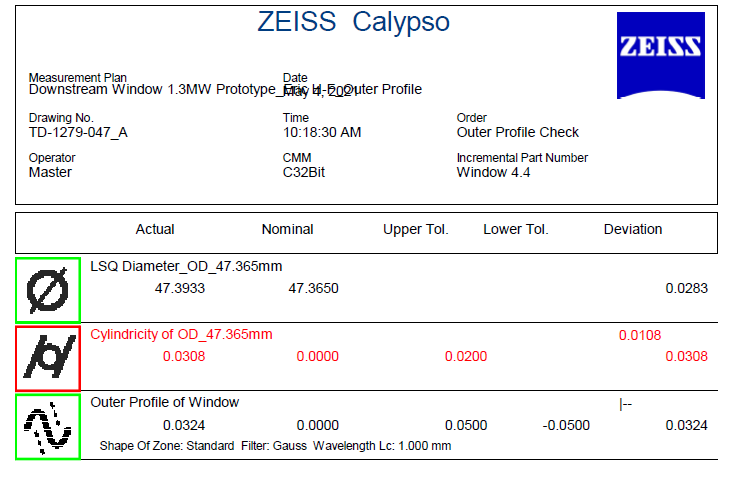 ZEISS Calypso
ZEISS
Measurement Plan
Downstream Window 1.3MW Prototype_Eric H-F_Outer Profile
Date
May 4, 2021
Drawing No.
TD-1279-047_A
Time
10:18:30 AM
Order
Outer Profile Check
Operator
Master
CMM
C32Bit
Incremental Part Number
Window 4.4
Actual Nominal Upper Tol. Lower Tol. Deviation
LSQ Diameter_OD_47.365mm
47.3933 47.3650 0.0283
Cylindricity of OD_47.365mm 0.0108
0.0308 0.0000 0.0200 0.0308
Outer Profile of Window |--
0.0324 0.0000 0.0500 -0.0500 0.0324
Shape Of Zone: Standard Filter: Gauss Wavelength Lc: 1.000 mm